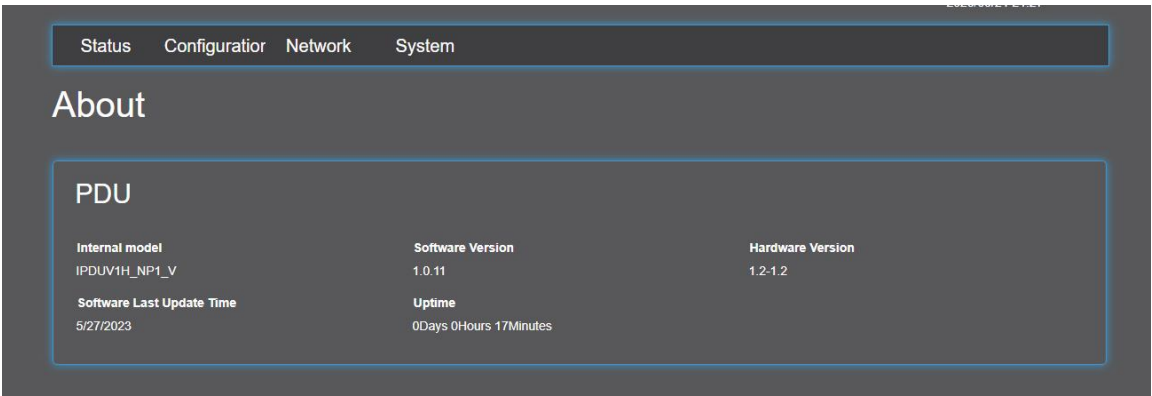 Status Configuratior Network System
About
PDU
Internal model Software Version Hardware Version
IPDUV1H_NP1_V 1.0.11 1.2-1.2
Software Last Update Time Uptime
5/27/2023 0Days 0Hours 17Minutes